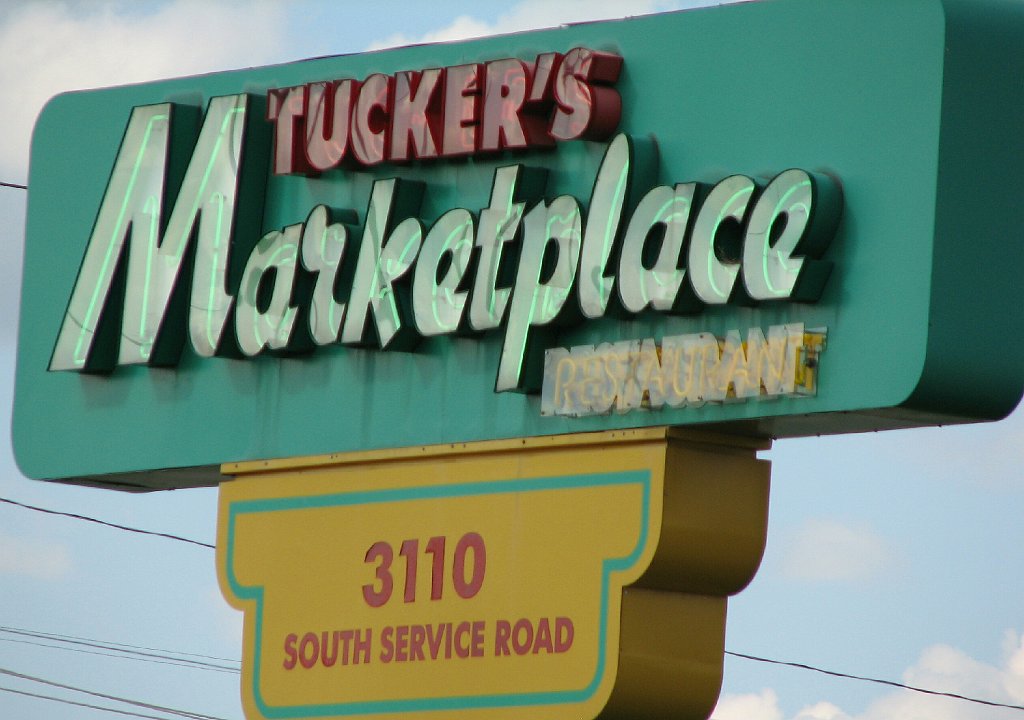 TUCKER'S
Marketplace
RESTAURANT
3110
SOUTH SERVICE ROAD